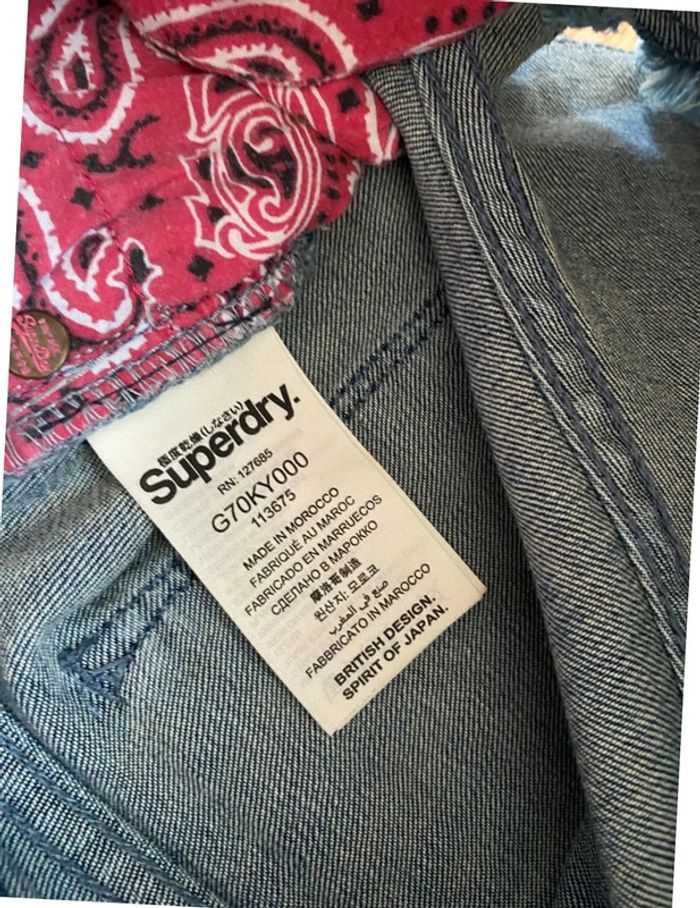 極度乾燥(しなさい)
Superdry.
RN: 127685
G70KY000
113675
MADE IN MOROCCO
FABRIQUÉ AU MAROC
FABRICADO EN MARRUECOS
СДЕЛАНО В МАРОККО
摩洛哥制造
원산지: 모로코
صنع في المغرب
FABBRICATO IN MAROCCO
BRITISH DESIGN.
SPIRIT OF JAPAN.